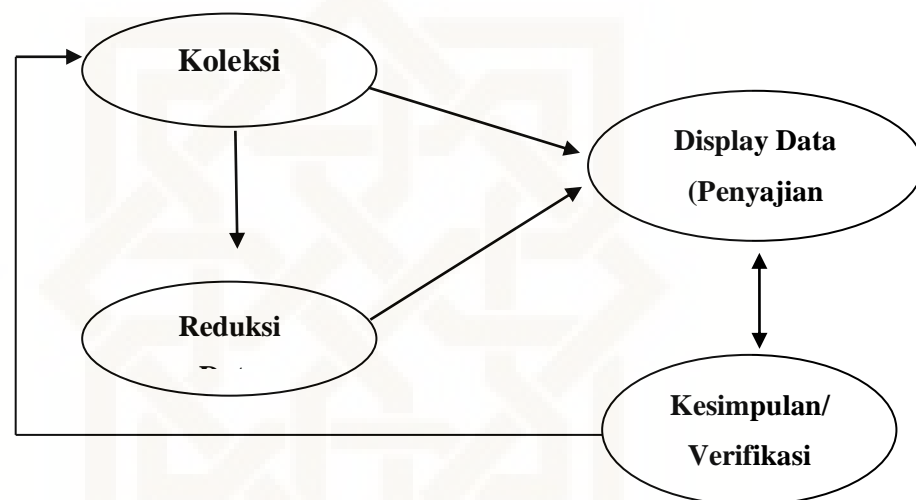 Koleksi
Display Data
(Penyajian
Reduksi
Kesimpulan/
Verifikasi